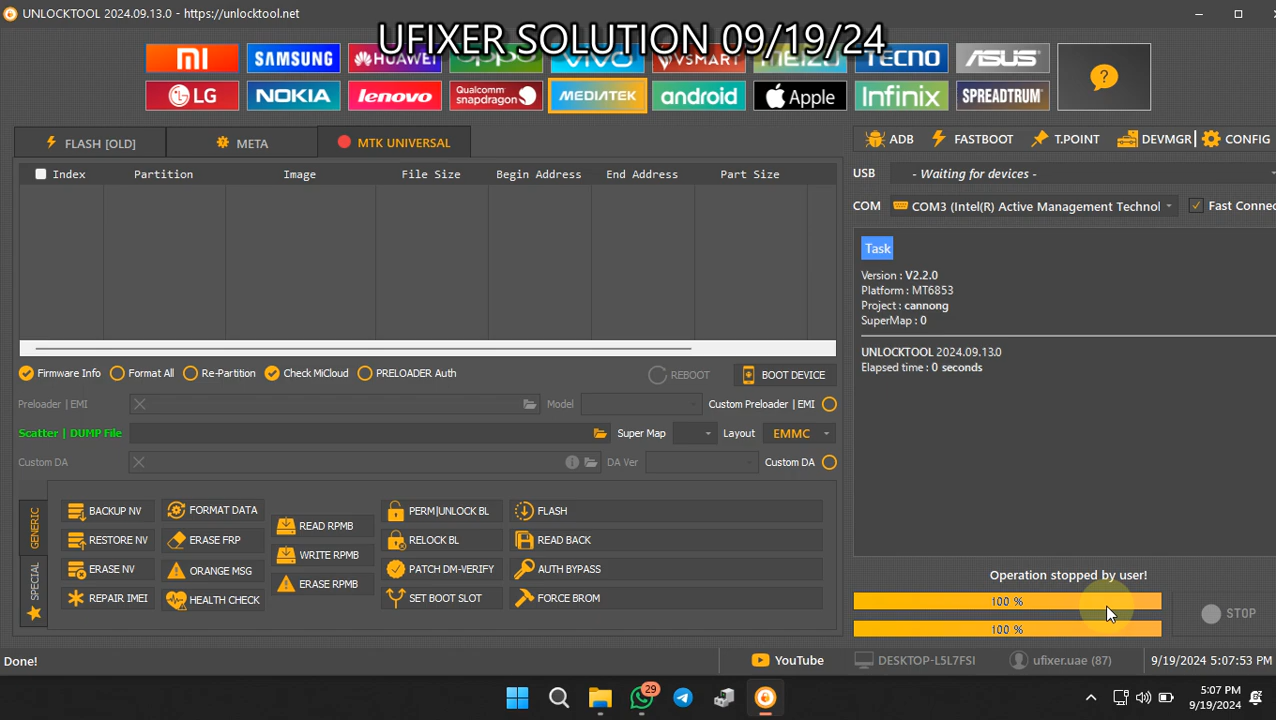 UNLOCKTOOL 2024.09.13.0 - https://unlocktool.net
UFIXER SOLUTION 09/19/24
mi SAMSUNG HUAWEI oppo vivo VSMART MEIZU TECNO ASUS ?
LG NOKIA lenovo Qualcomm snapdragon MEDIATEK android Apple Infinix SPREADTRUM
FLASH [OLD] META MTK UNIVERSAL
ADB FASTBOOT T.POINT DEVMGR CONFIG
Index Partition Image File Size Begin Address End Address Part Size
USB - Waiting for devices -
COM COM3 (Intel(R) Active Management Technol Fast Connec
Task
Version : V2.2.0
Platform : MT6853
Project : cannong
SuperMap : 0
UNLOCKTOOL 2024.09.13.0
Elapsed time : 0 seconds
Firmware Info Format All Re-Partition Check MiCloud PRELOADER Auth REBOOT BOOT DEVICE
Preloader | EMI Model Custom Preloader | EMI
Scatter | DUMP File Super Map Layout EMMC
Custom DA DA Ver Custom DA
GENERIC
SPECIAL
BACKUP NV FORMAT DATA READ RPMB PERM|UNLOCK BL FLASH
RESTORE NV ERASE FRP WRITE RPMB RELOCK BL READ BACK
ERASE NV ORANGE MSG ERASE RPMB PATCH DM-VERITY AUTH BYPASS
REPAIR IMEI HEALTH CHECK SET BOOT SLOT FORCE BROM
Operation stopped by user!
100 %
100 %
STOP
Done! YouTube DESKTOP-L5L7FSI ufixer.uae (87) 9/19/2024 5:07:53 PM
29
5:07 PM
9/19/2024